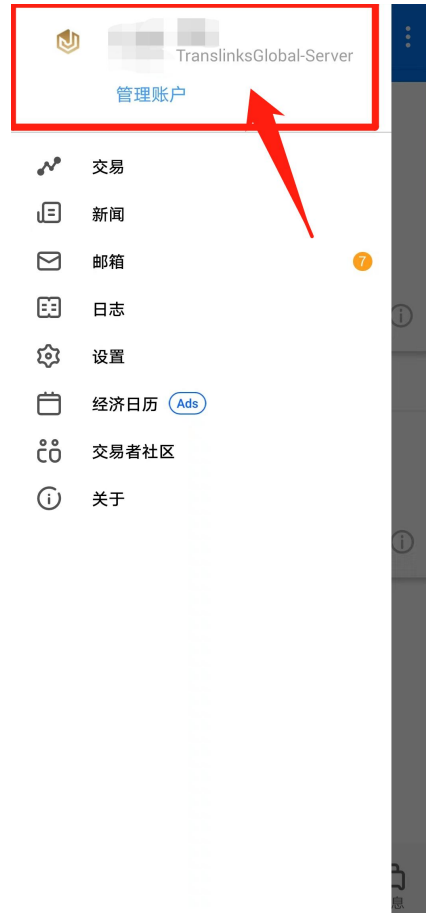 TranslinksGlobal-Server
管理账户
交易
新闻
邮箱 7
日志
设置
经济日历 Ads
交易者社区
关于
息